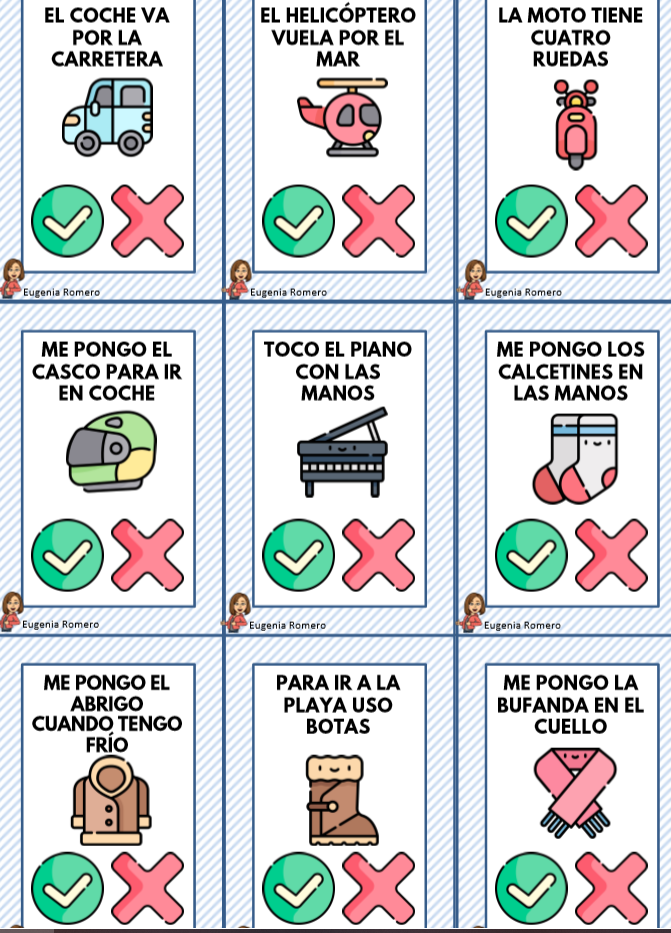 EL COCHE VA
POR LA
CARRETERA
Eugenia Romero
EL HELICÓPTERO
VUELA POR EL
MAR
Eugenia Romero
LA MOTO TIENE
CUATRO
RUEDAS
Eugenia Romero
ME PONGO EL
CASCO PARA IR
EN COCHE
Eugenia Romero
TOCO EL PIANO
CON LAS
MANOS
Eugenia Romero
ME PONGO LOS
CALCETINES EN
LAS MANOS
Eugenia Romero
ME PONGO EL
ABRIGO
CUANDO TENGO
FRÍO
PARA IR A LA
PLAYA USO
BOTAS
ME PONGO LA
BUFANDA EN EL
CUELLO